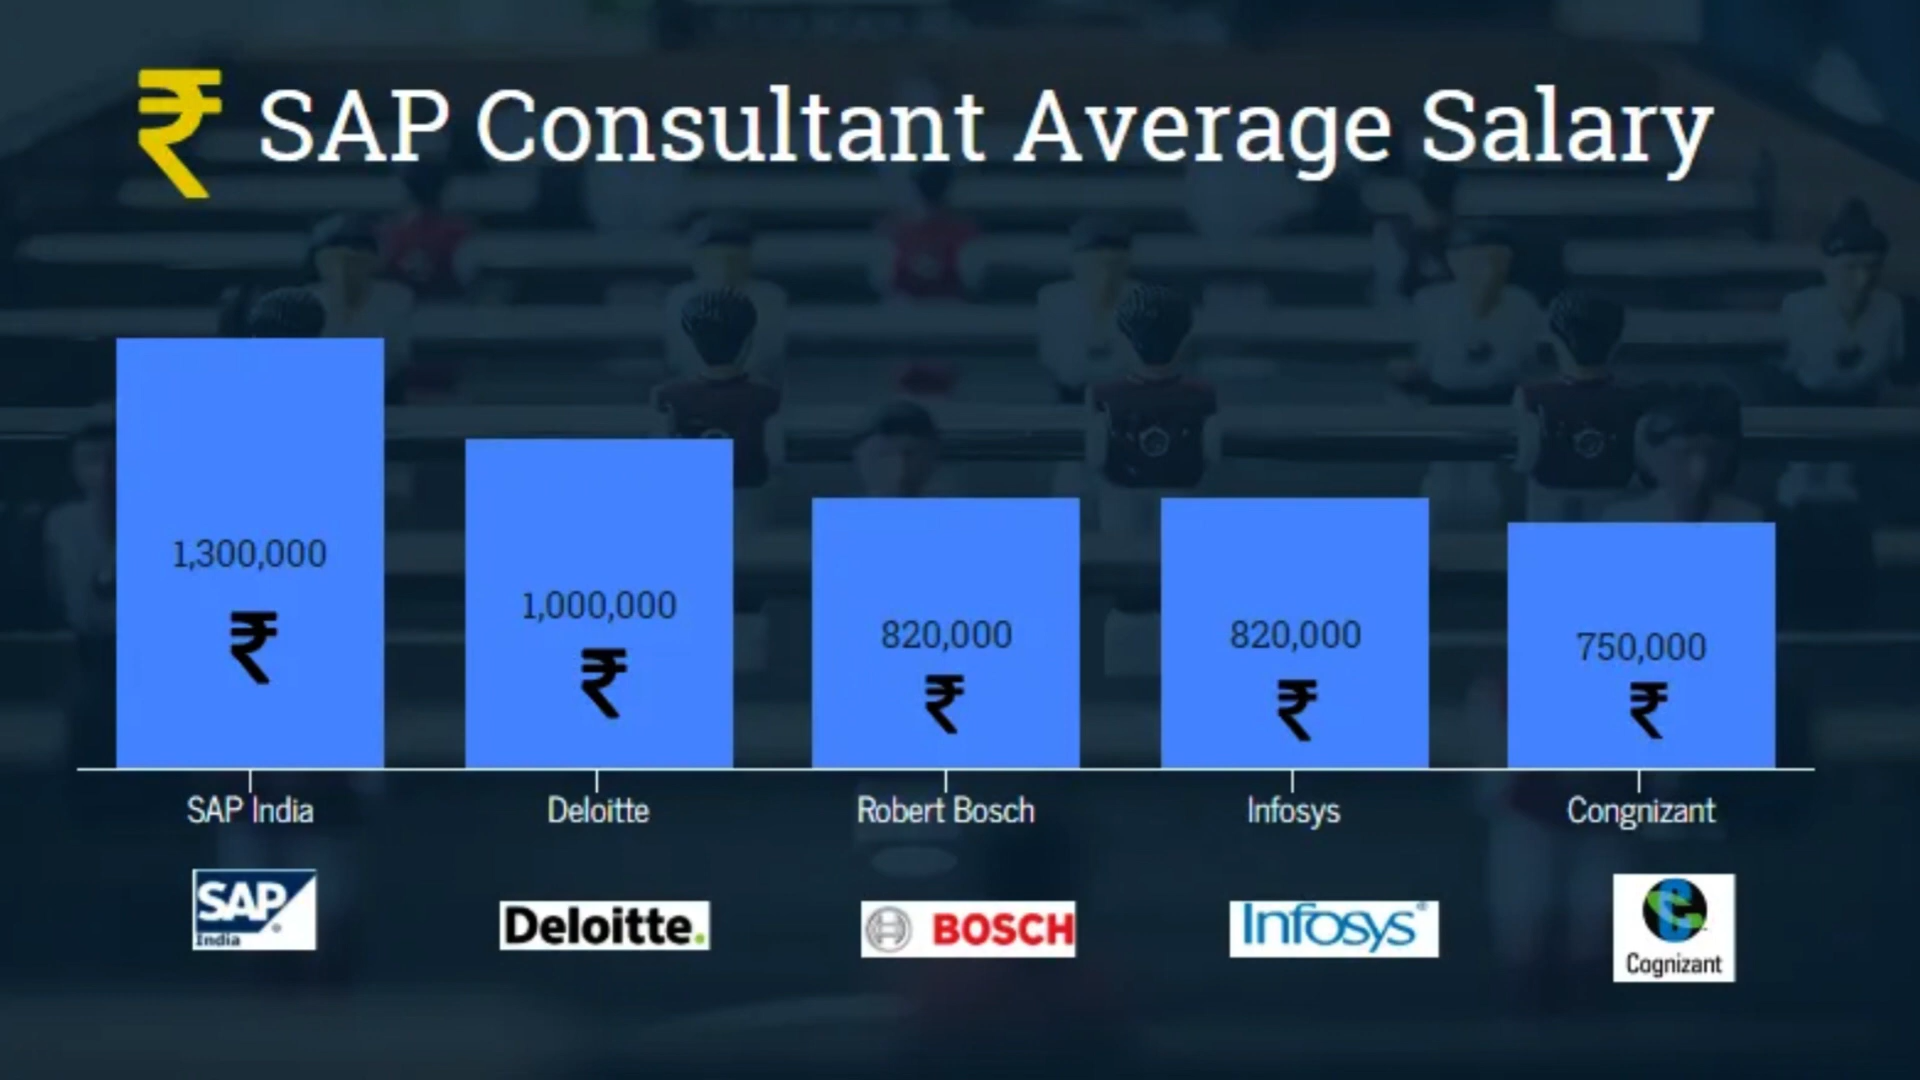 ₹ SAP Consultant Average Salary
1,300,000
₹
1,000,000
₹
820,000
₹
820,000
₹
750,000
₹
SAP India
Deloitte
Robert Bosch
Infosys
Congnizant
SAP
India
Deloitte.
BOSCH
Infosys®
Cognizant